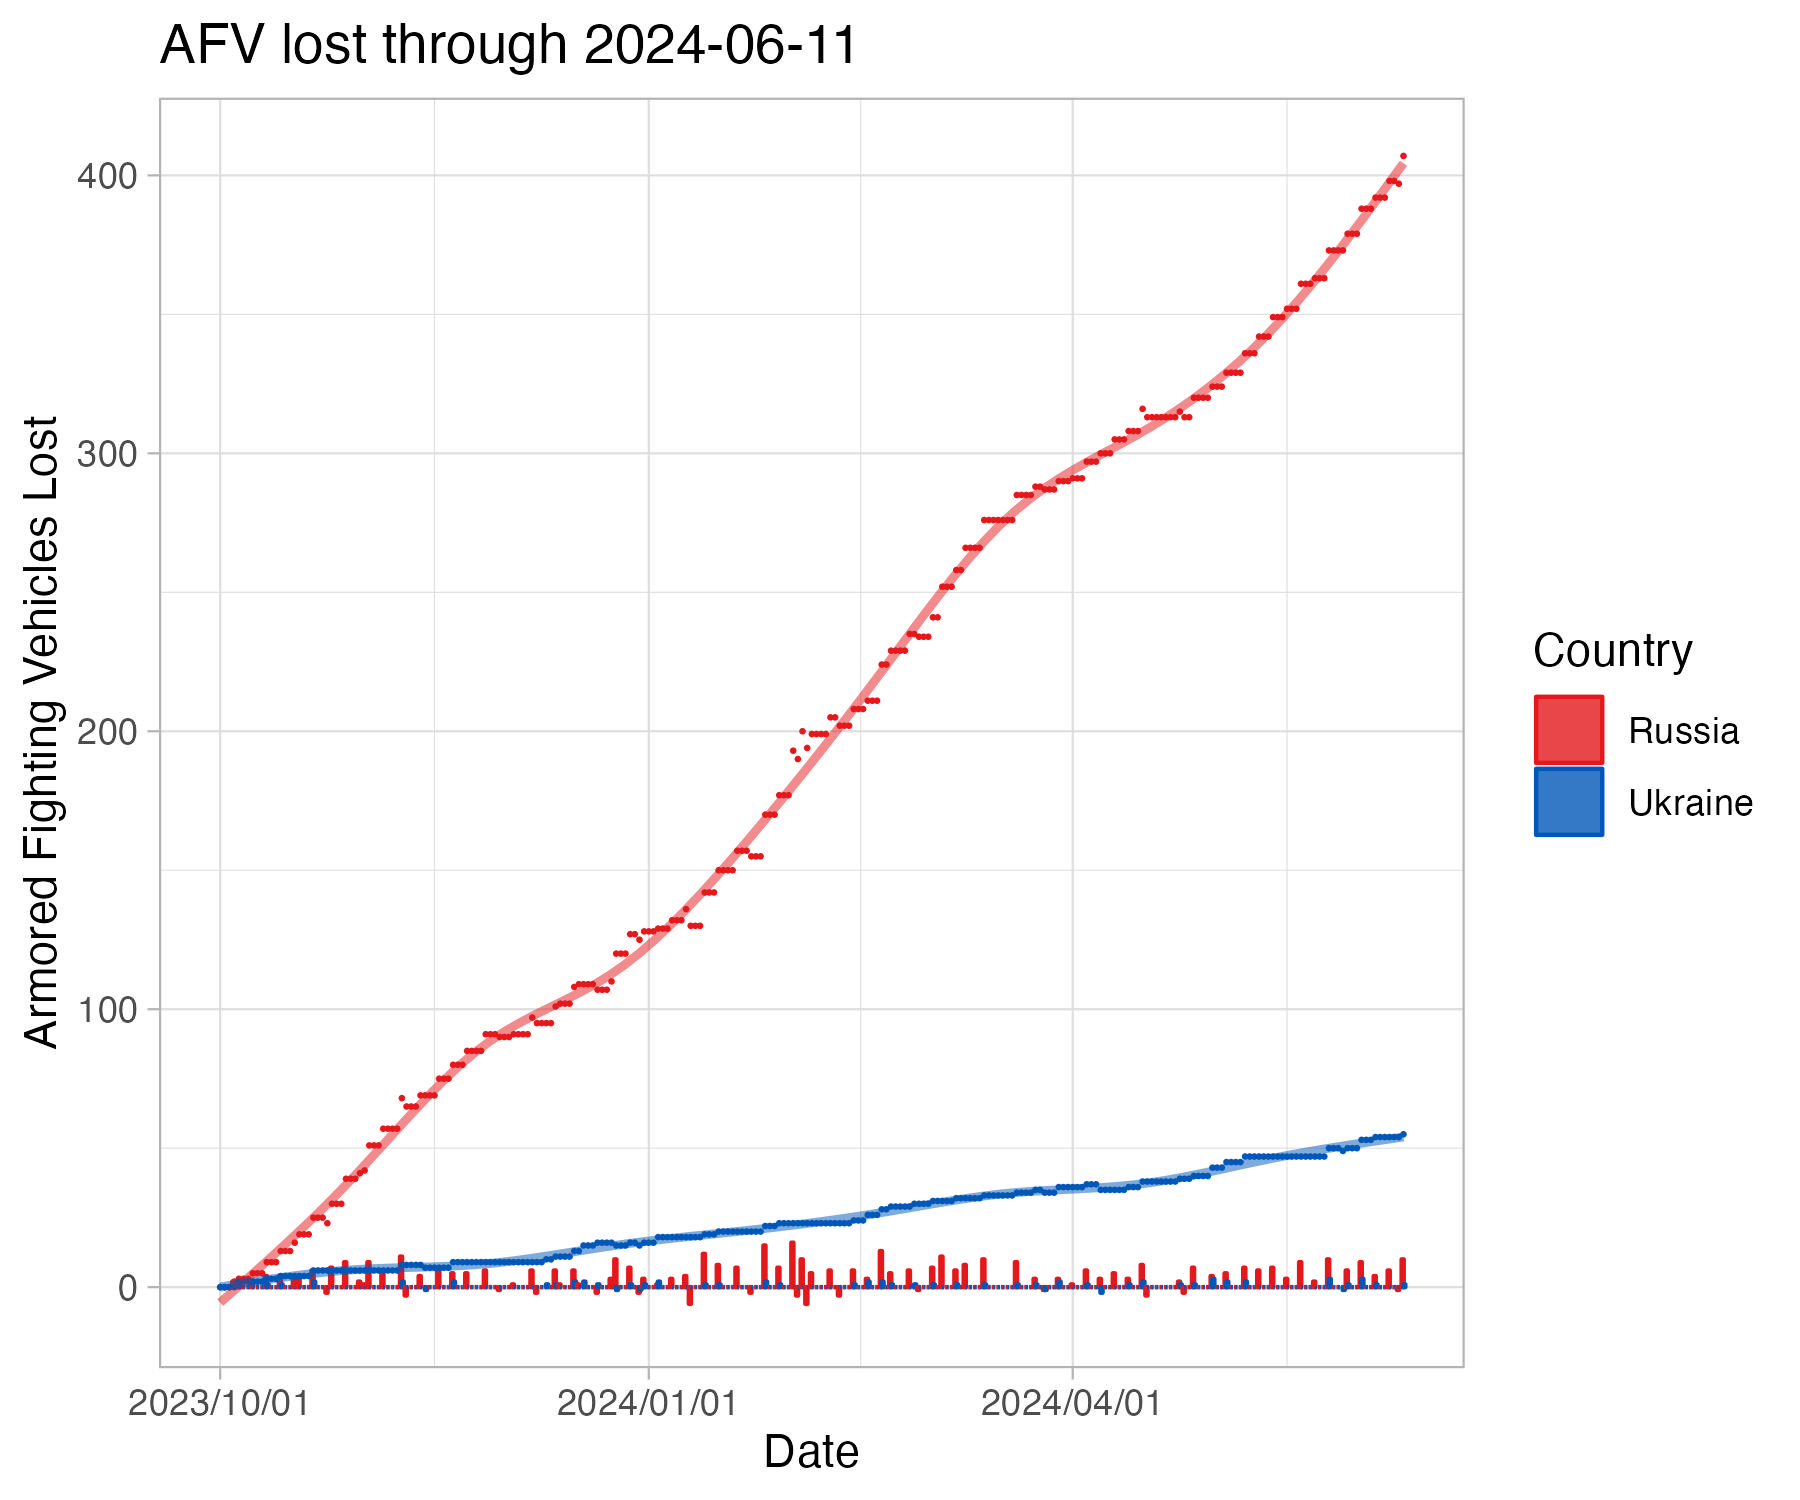 AFV lost through 2024-06-11
Armored Fighting Vehicles Lost
400
300
200
100
0
2023/10/01
2024/01/01
2024/04/01
Date
Country
Russia
Ukraine